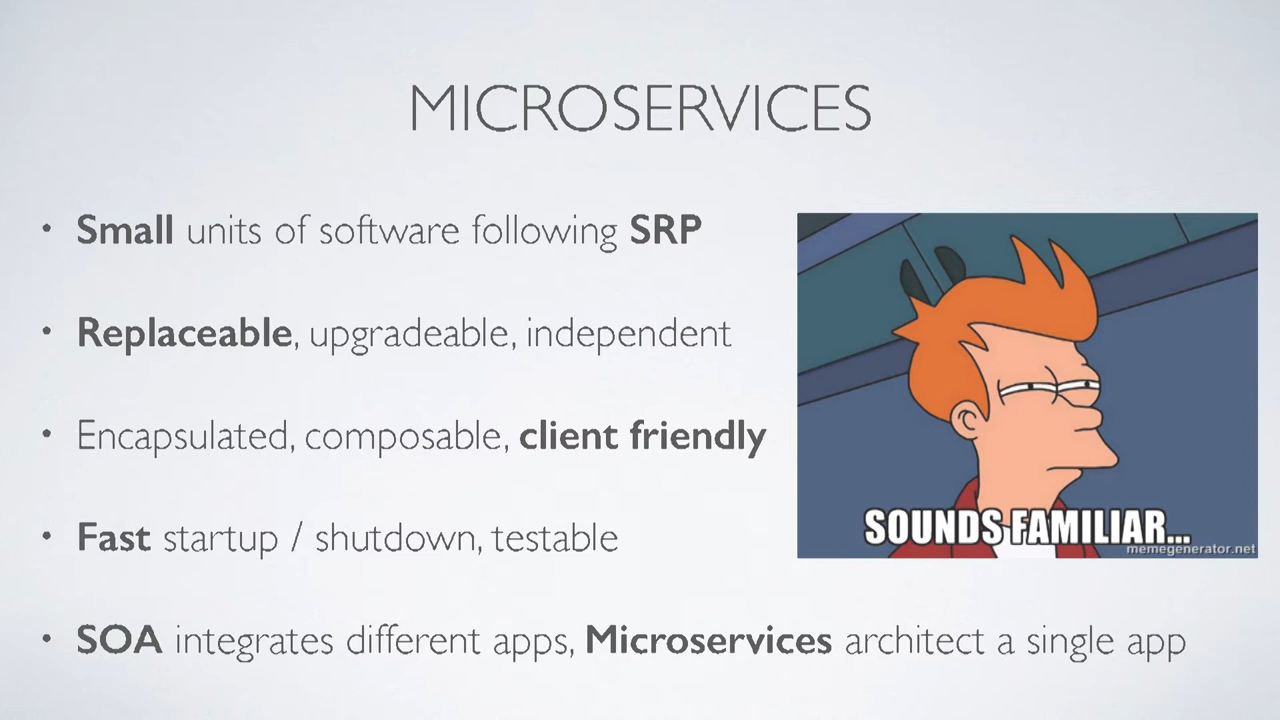 MICROSERVICES
• Small units of software following SRP
• Replaceable, upgradeable, independent
• Encapsulated, composable, client friendly
• Fast startup / shutdown, testable
SOUNDS FAMILIAR...
memegenerator.net
• SOA integrates different apps, Microservices architect a single app